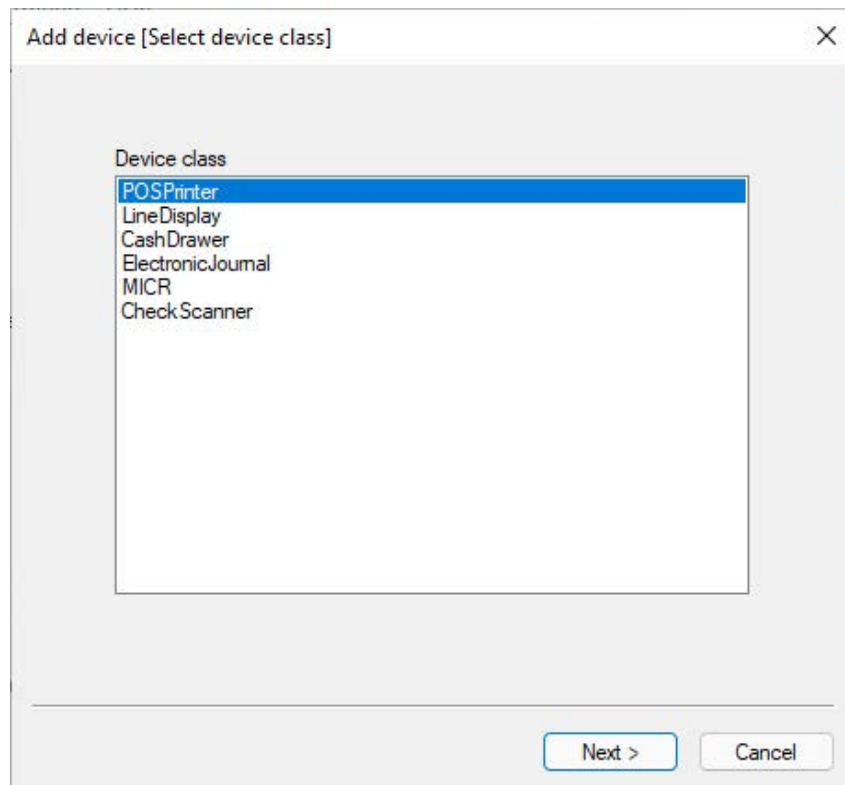 Add device [Select device class]
Device class
POSPrinter
LineDisplay
CashDrawer
ElectronicJournal
MICR
CheckScanner
Next >
Cancel